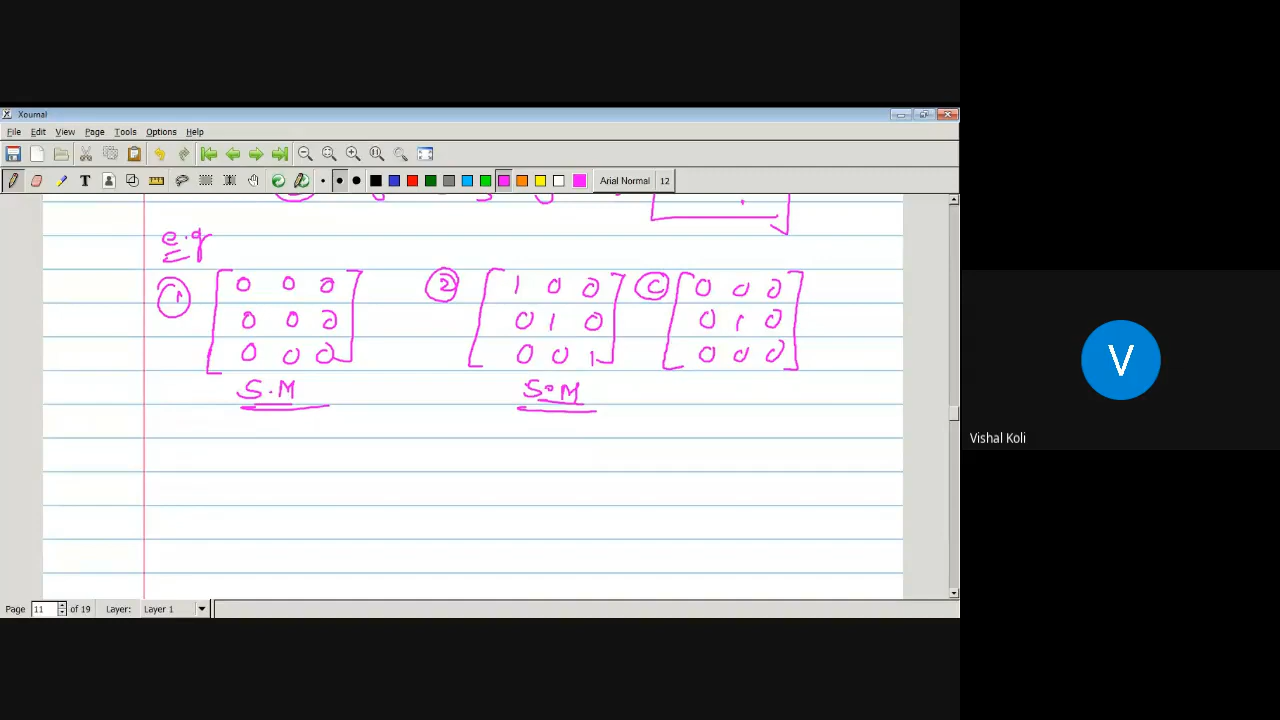 Xournal
File Edit View Page Tools Options Help
Arial Normal 12
e.g
① [0 0 0 ② [1 0 0 Ⓒ [0 0 0
0 0 0 0 1 0 0 1 0
0 0 0] 0 0 1] 0 0 0]
S.M S.M
Page 11 of 19 Layer: Layer 1
V
Vishal Koli